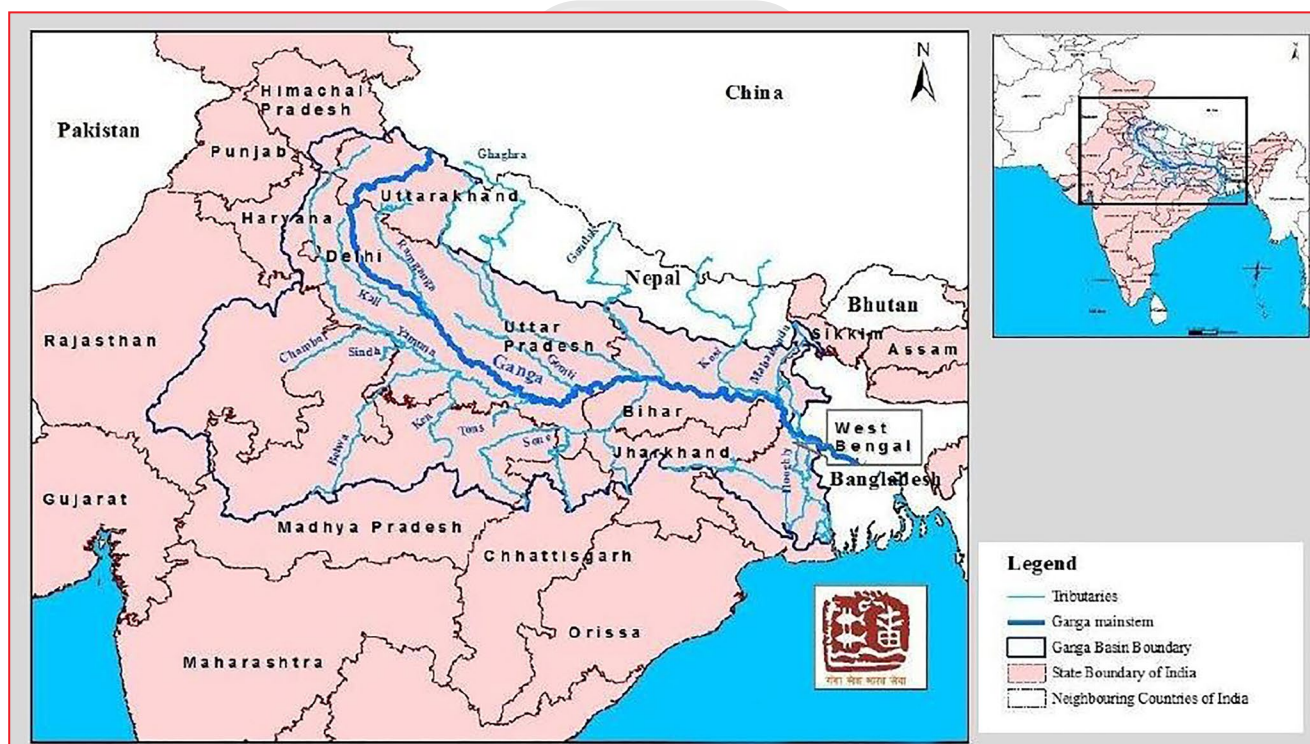 N
China
Himachal
Pradesh
Pakistan
Punjab
Ghaghra
Uttarakhand
Haryana
Delhi
Ramganga
Gandak
Nepal
Bhutan
Kali
Uttar
Pradesh
Sikkim
Assam
Rajasthan
Chambal
Sindh
Yamuna
Ganga
Gomti
Kosi
Mahananda
Bihar
Betwa
Ken
Tons
Sone
Jharkhand
West
Bengal
Hooghly
Bangladesh
Gujarat
Madhya Pradesh
Chhattisgarh
Orissa
Maharashtra
Legend
Tributaries
Ganga mainstem
Ganga Basin Boundary
State Boundary of India
Neighbouring Countries of India